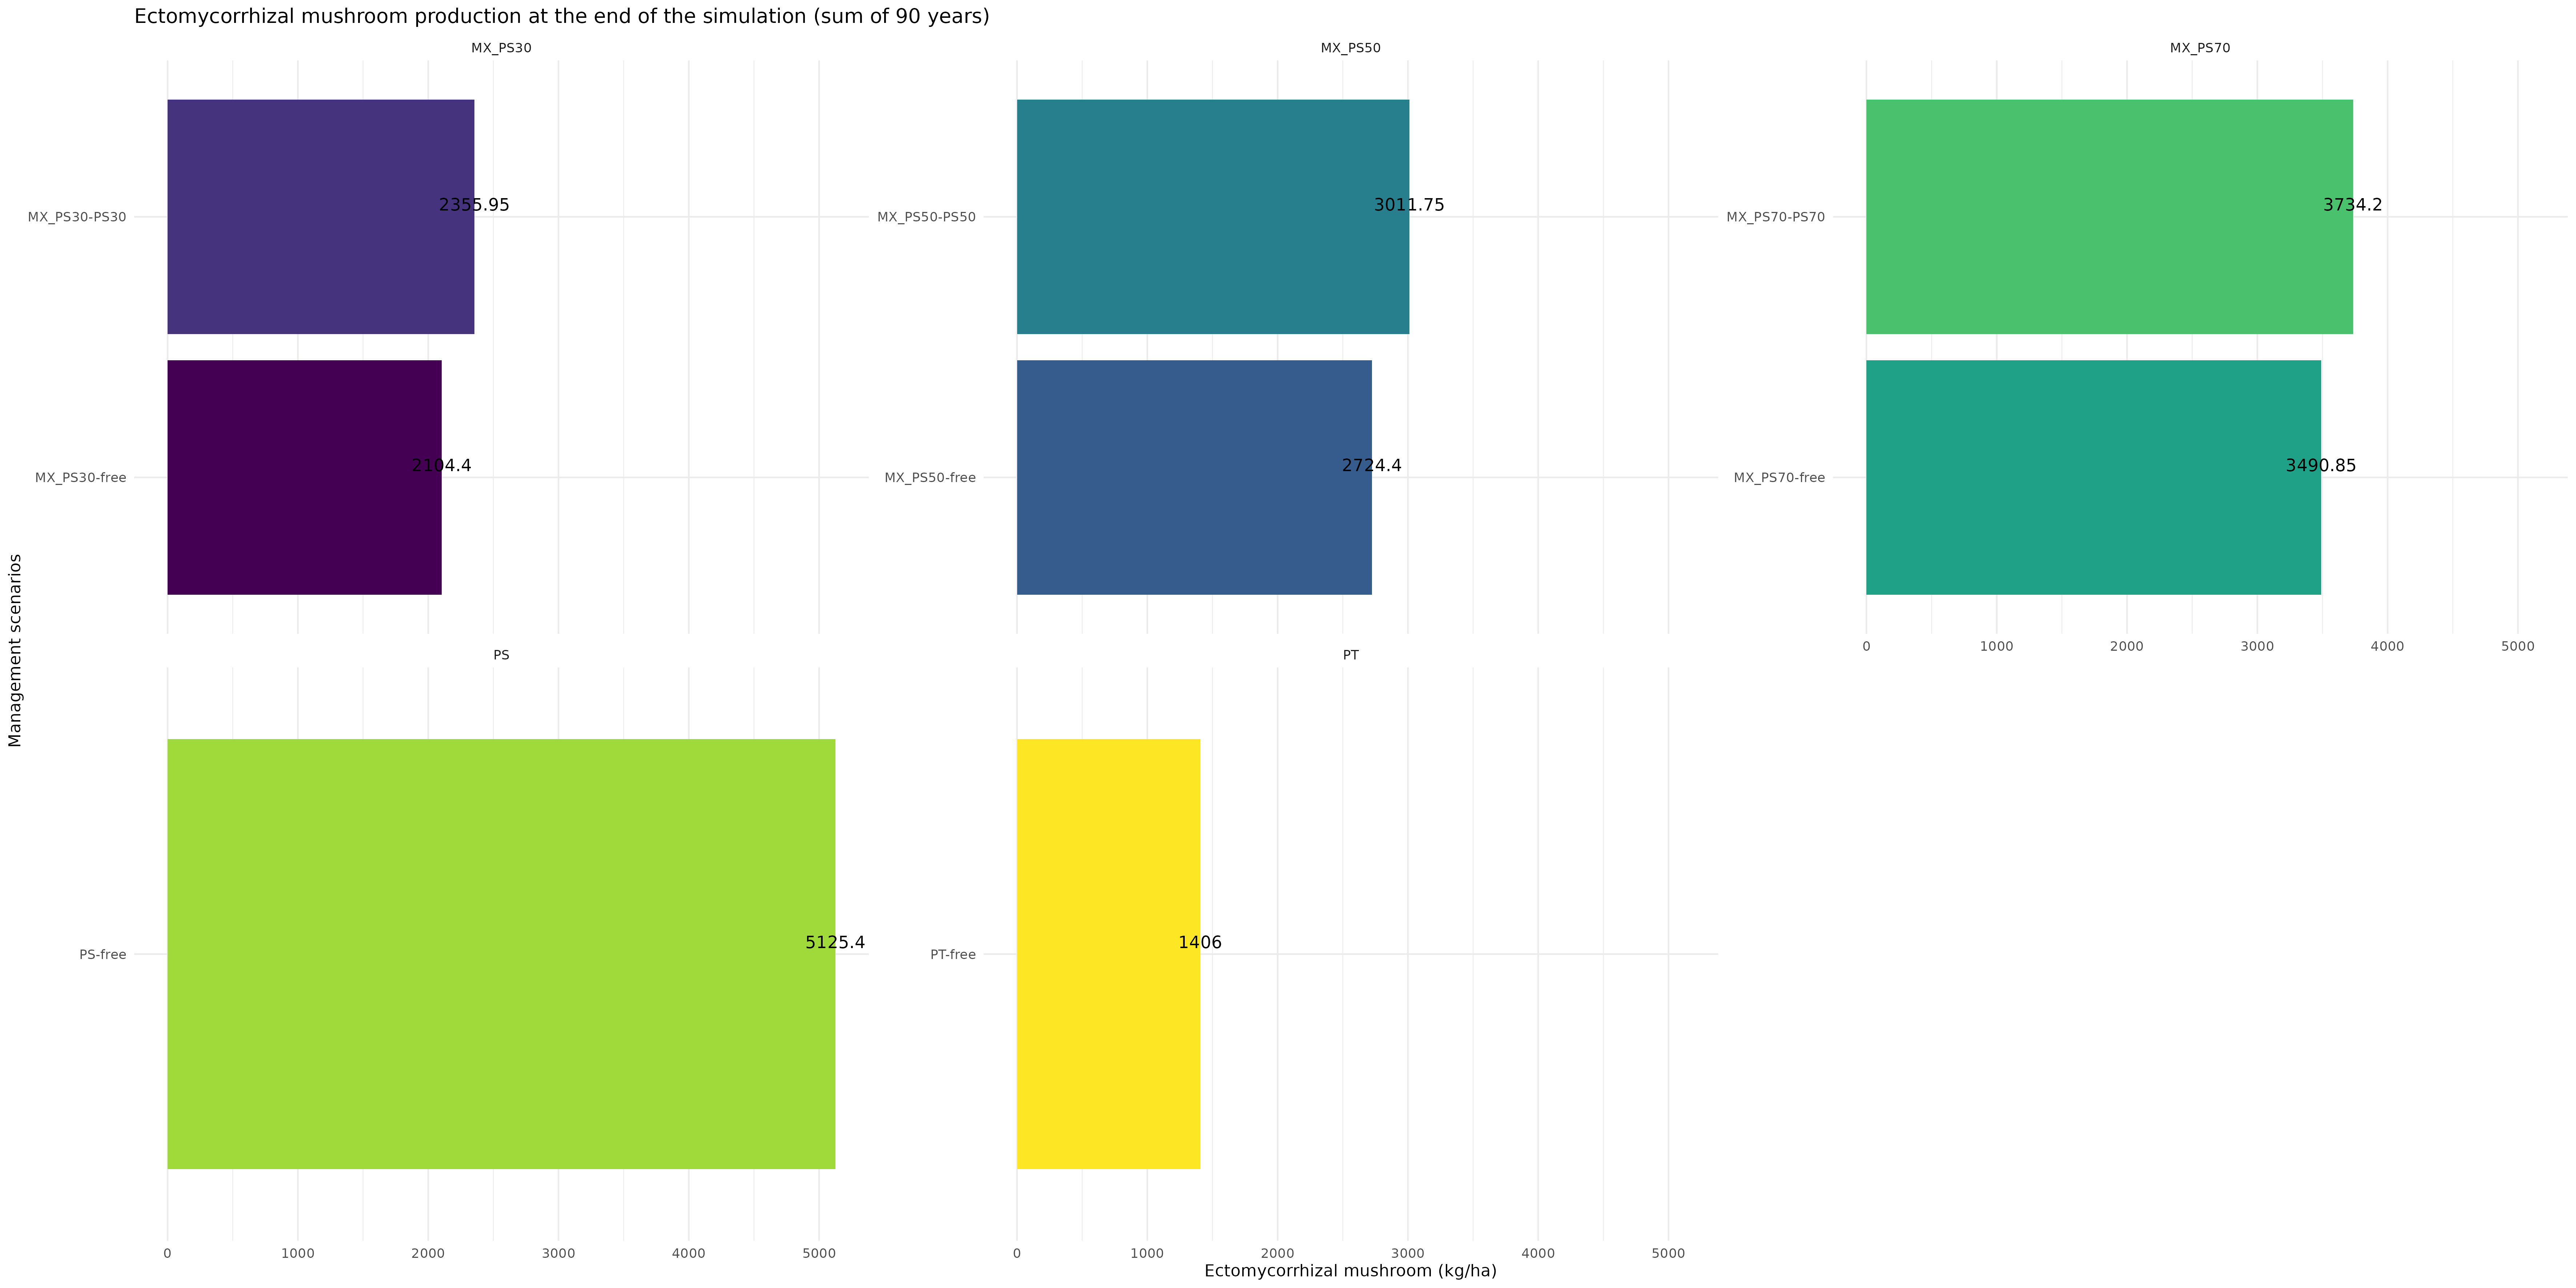 Ectomycorrhizal mushroom production at the end of the simulation (sum of 90 years)
MX_PS30
MX_PS50
MX_PS70
MX_PS30-PS30
2355.95
MX_PS50-PS50
3011.75
MX_PS70-PS70
3734.2
MX_PS30-free
2104.4
MX_PS50-free
2724.4
MX_PS70-free
3490.85
0 1000 2000 3000 4000 5000
Management scenarios
PS
PT
PS-free
5125.4
PT-free
1406
0 1000 2000 3000 4000 5000
0 1000 2000 3000 4000 5000
Ectomycorrhizal mushroom (kg/ha)